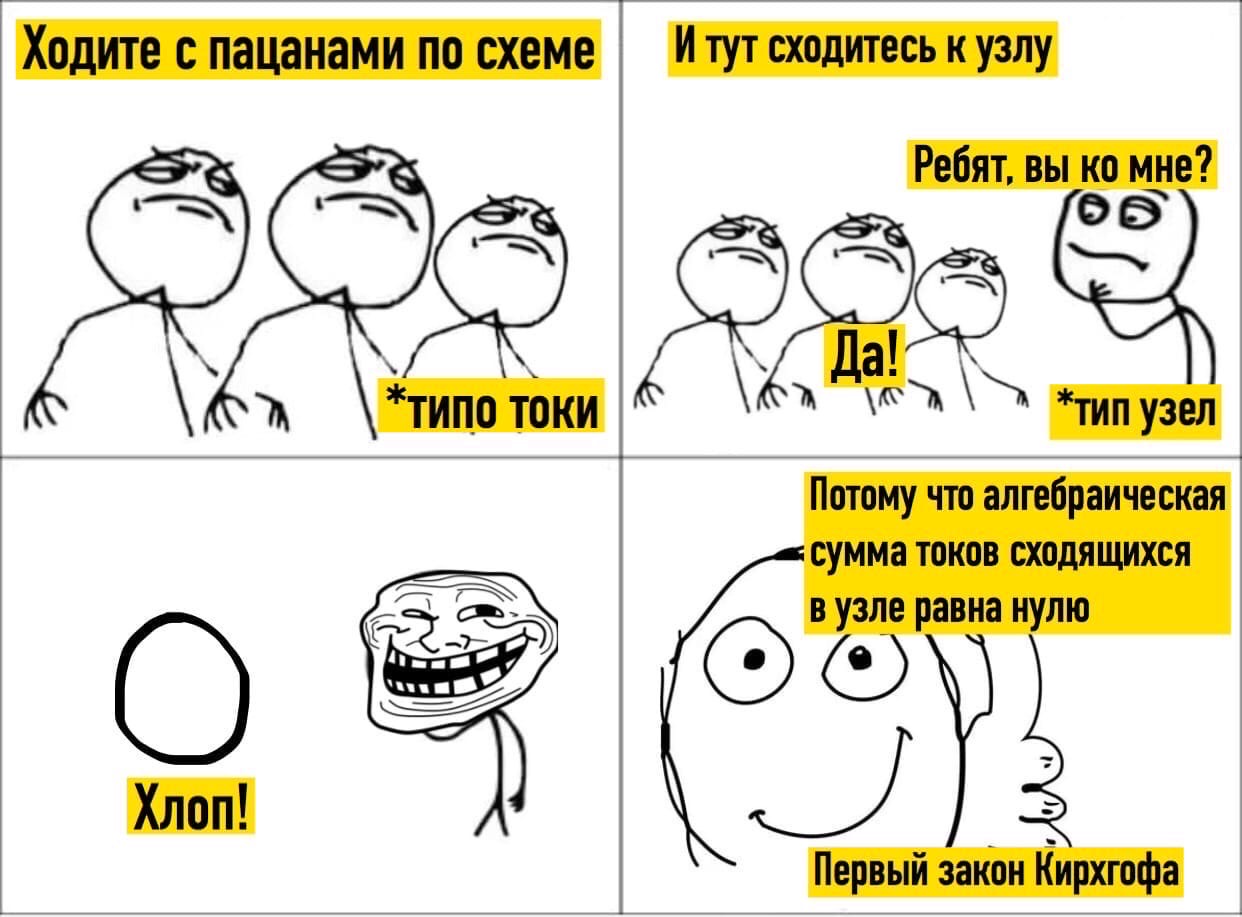 Ходите с пацанами по схеме
*типо токи
И тут сходитесь к узлу
Ребят, вы ко мне?
Да!
*тип узел
Хлоп!
Потому что алгебраическая
сумма токов сходящихся
в узле равна нулю
Первый закон Кирхгофа